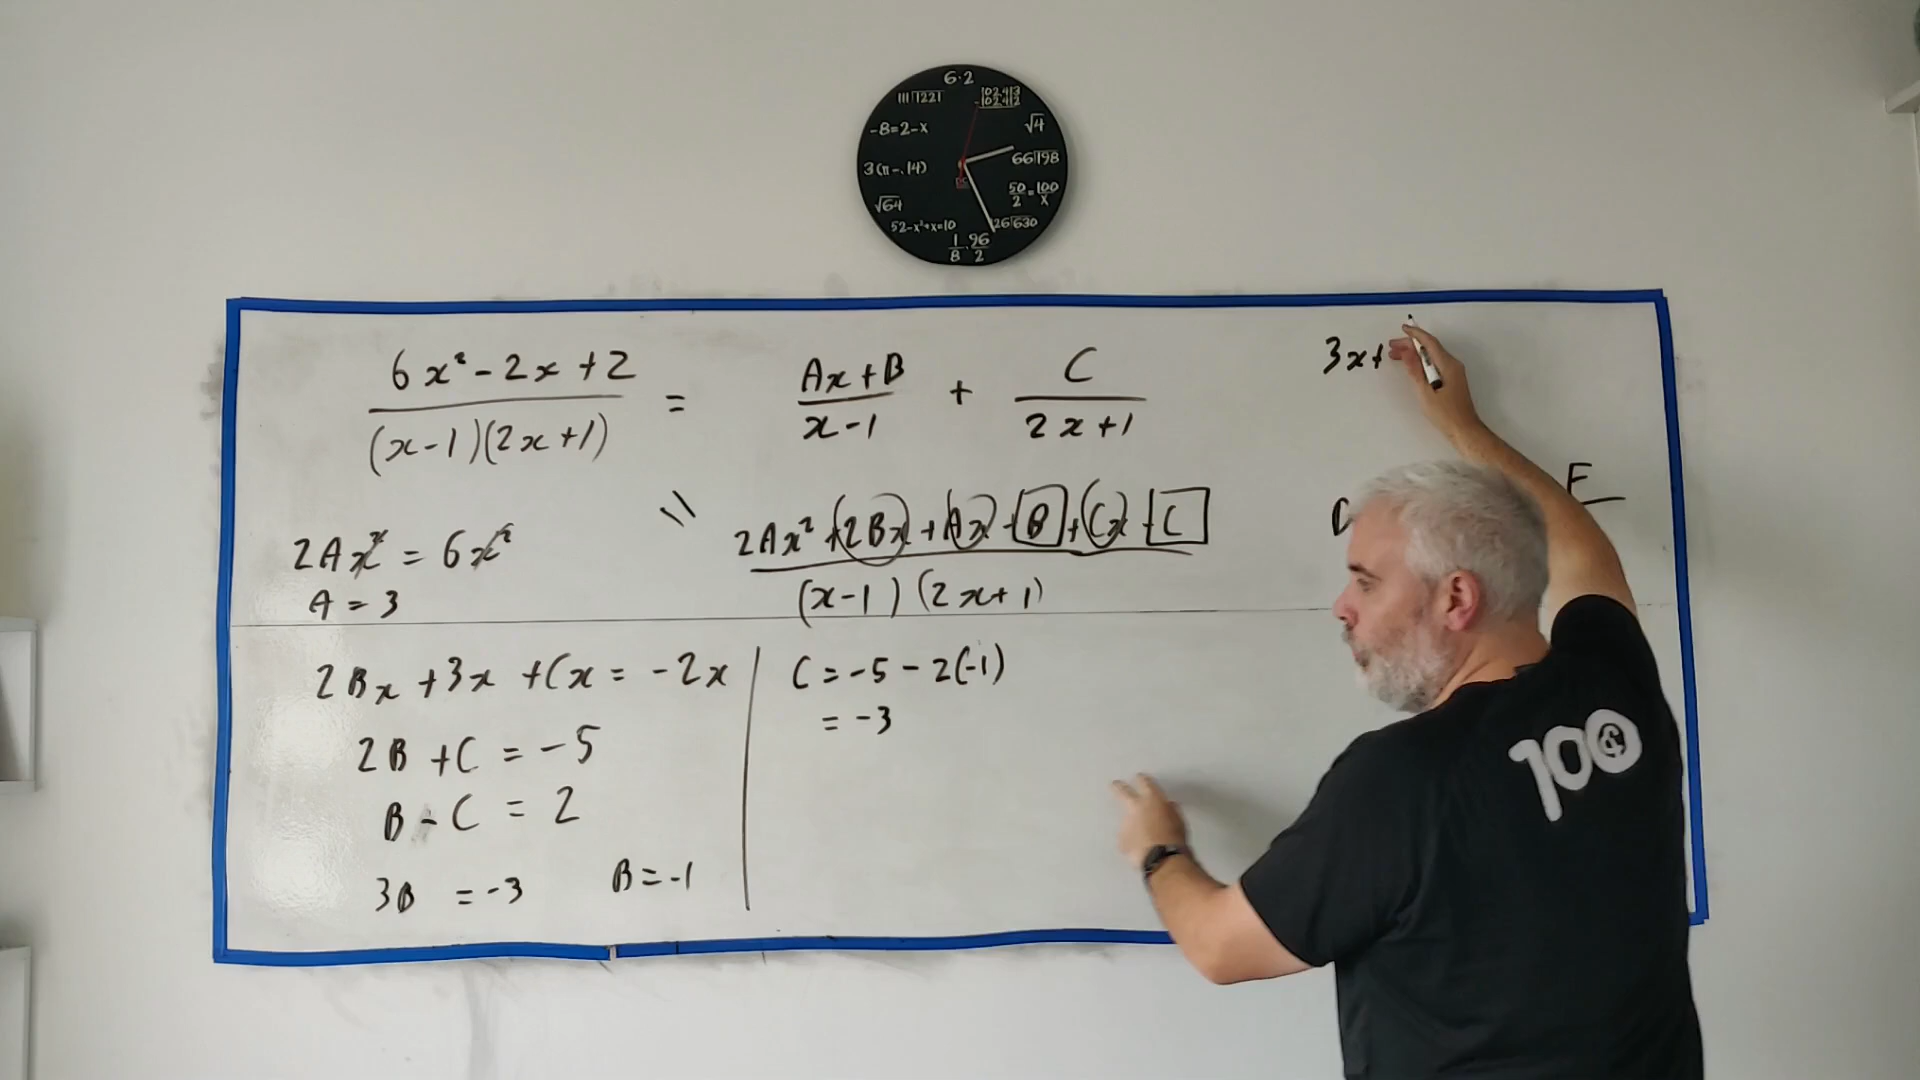 6·2
111|1221
102,413
-102,412
-8=2-x
√4
3(π-.14)
66|198
50/2=100/x
√64
52-x²+x=10
26|630
1/8·96/2
6x²-2x+2 / (x-1)(2x+1) = Ax+B / x-1 + C / 2x+1
3x+
2Ax²+2Bx+Ax-B+Cx-C / (x-1)(2x+1)
E
2Ax²=6x²
A=3
2Bx+3x+Cx=-2x
2B+C=-5
B-C=2
3B=-3
B=-1
C=-5-2(-1)
=-3
100